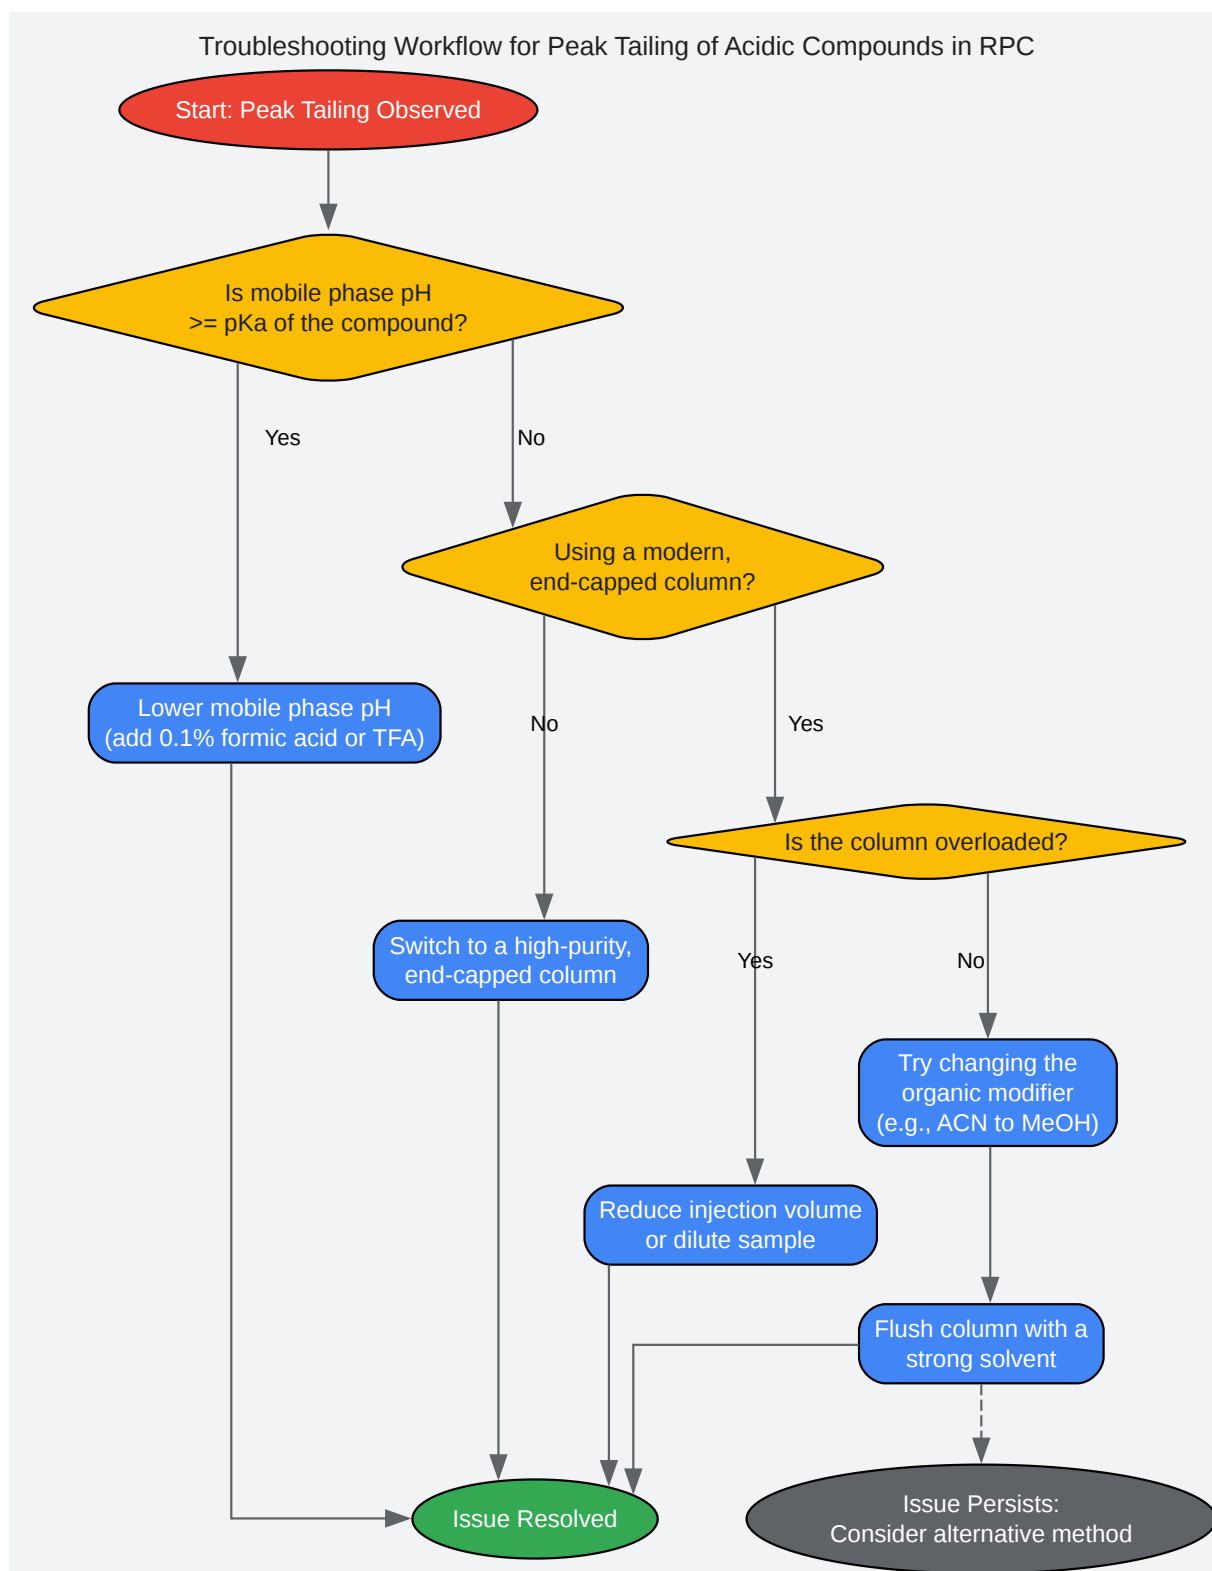 Troubleshooting Workflow for Peak Tailing of Acidic Compounds in RPC
Start: Peak Tailing Observed
Is mobile phase pH
>= pKa of the compound?
Yes
No
Using a modern,
end-capped column?
Lower mobile phase pH
(add 0.1% formic acid or TFA)
No
Yes
Is the column overloaded?
Switch to a high-purity,
end-capped column
Yes
No
Try changing the
organic modifier
(e.g., ACN to MeOH)
Reduce injection volume
or dilute sample
Flush column with a
strong solvent
Issue Resolved
Issue Persists:
Consider alternative method